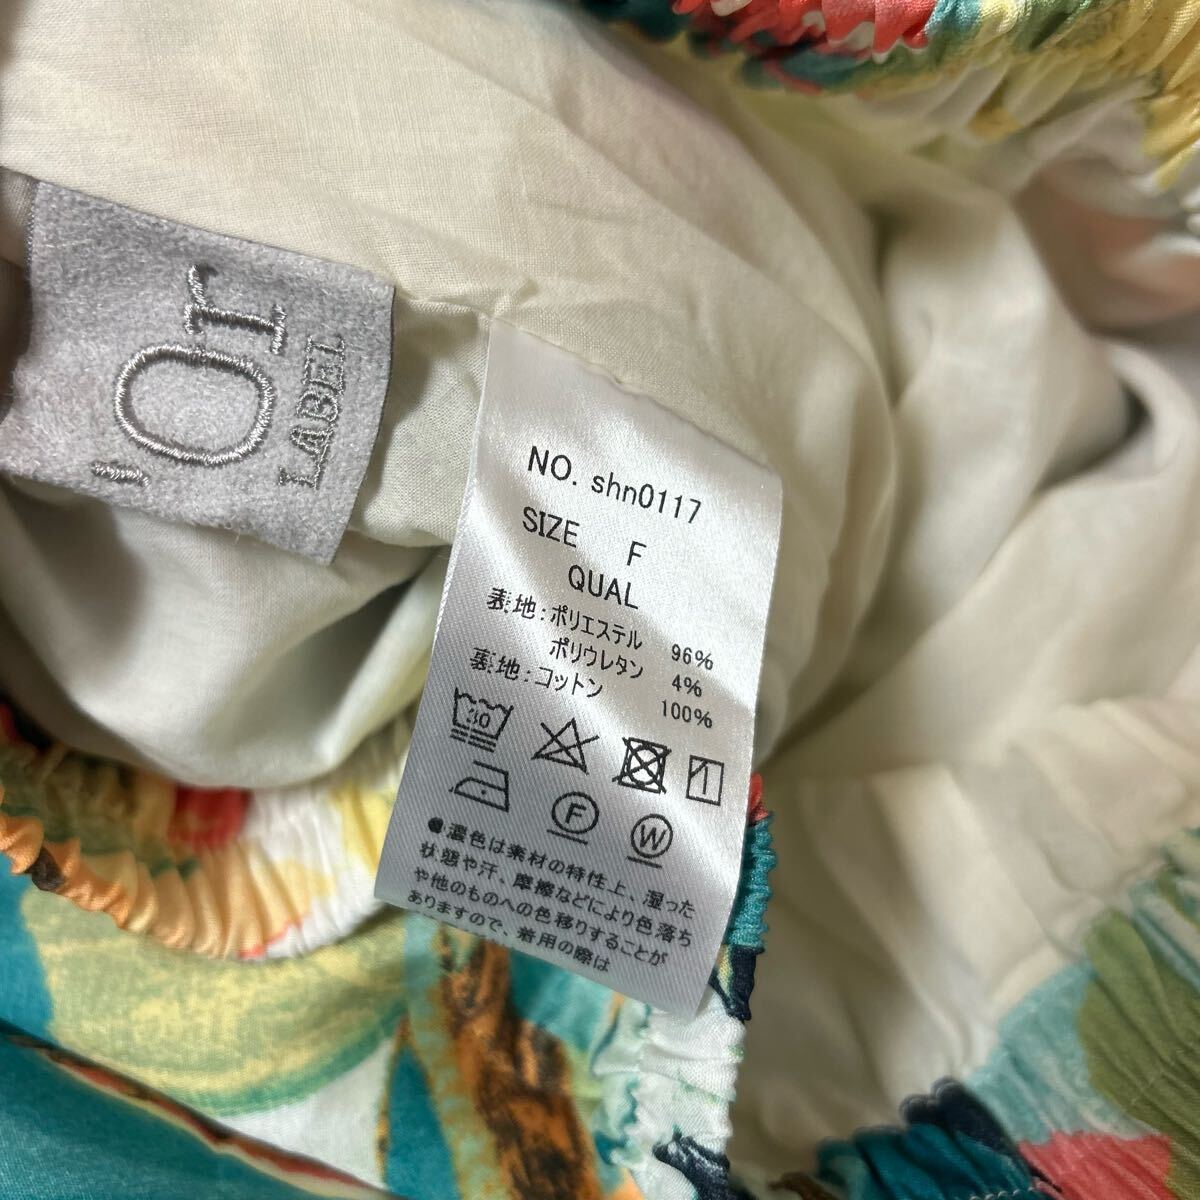 'or
LABEL
NO. shn0117
SIZE F
QUAL
表地:ポリエステル 96%
ポリウレタン 4%
裏地:コットン 100%
30
F
W
●濃色は素材の特性上、湿った
状態や汗、摩擦などにより色落ち
や他のものへの色移りすることが
ありますので、着用の際は